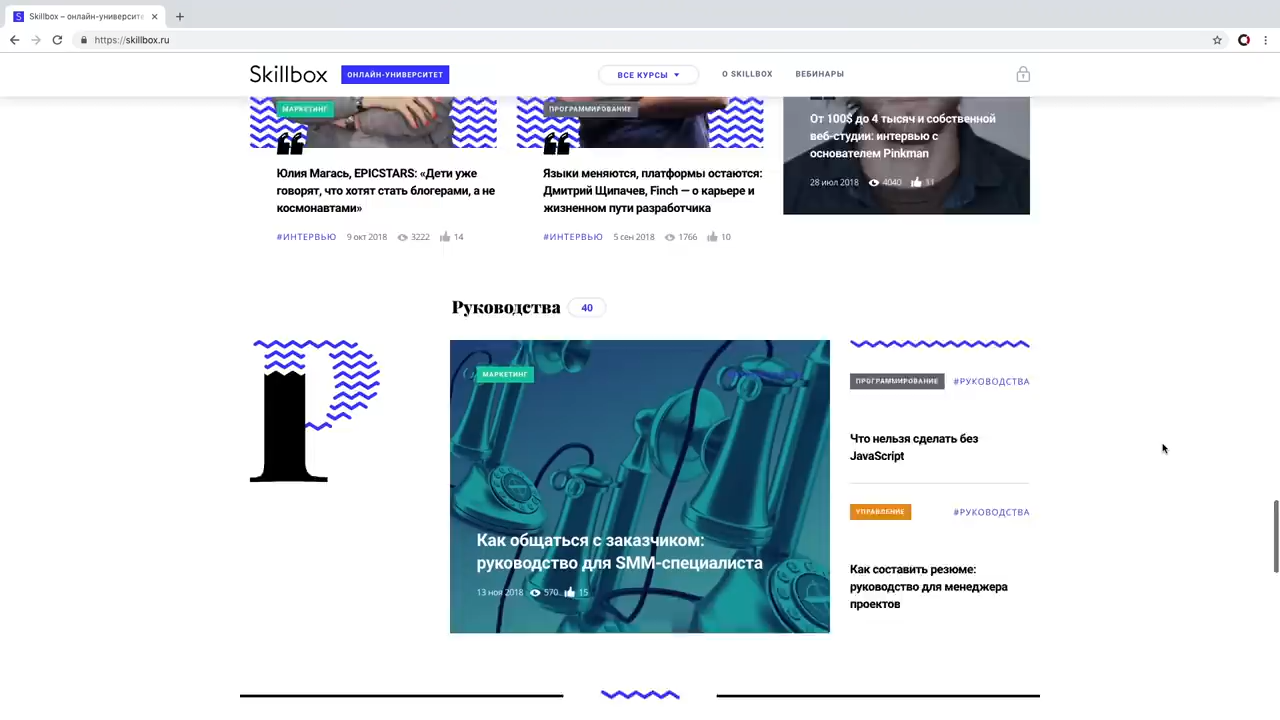 Skillbox – онлайн-университе
https://skillbox.ru
Skillbox
ОНЛАЙН-УНИВЕРСИТЕТ
ВСЕ КУРСЫ
О SKILLBOX
ВЕБИНАРЫ
МАРКЕТИНГ
Юлия Магась, EPICSTARS: «Дети уже
говорят, что хотят стать блогерами, а не
космонавтами»
#ИНТЕРВЬЮ 9 окт 2018 3222 14
ПРОГРАММИРОВАНИЕ
Языки меняются, платформы остаются:
Дмитрий Щипачев, Finch — о карьере и
жизненном пути разработчика
#ИНТЕРВЬЮ 5 сен 2018 1766 10
От 100$ до 4 тысяч и собственной
веб-студии: интервью с
основателем Pinkman
28 июл 2018 4040 11
Руководства 40
МАРКЕТИНГ
Как общаться с заказчиком:
руководство для SMM-специалиста
13 ноя 2018 570 15
ПРОГРАММИРОВАНИЕ #РУКОВОДСТВА
Что нельзя сделать без
JavaScript
УПРАВЛЕНИЕ #РУКОВОДСТВА
Как составить резюме:
руководство для менеджера
проектов